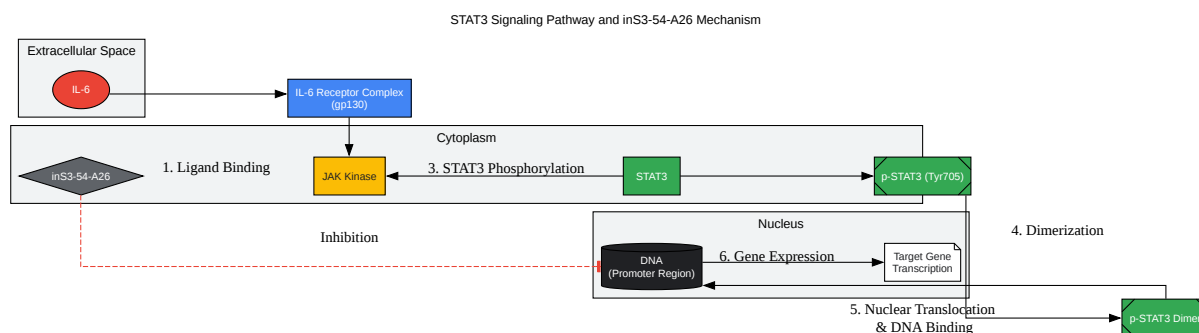 STAT3 Signaling Pathway and inS3-54-A26 Mechanism
Extracellular Space
IL-6
IL-6 Receptor Complex
(gp130)
Cytoplasm
inS3-54-A26
1. Ligand Binding
JAK Kinase
3. STAT3 Phosphorylation
STAT3
p-STAT3 (Tyr705)
Inhibition
Nucleus
4. Dimerization
DNA
(Promoter Region)
6. Gene Expression
Target Gene
Transcription
5. Nuclear Translocation
& DNA Binding
p-STAT3 Dimer